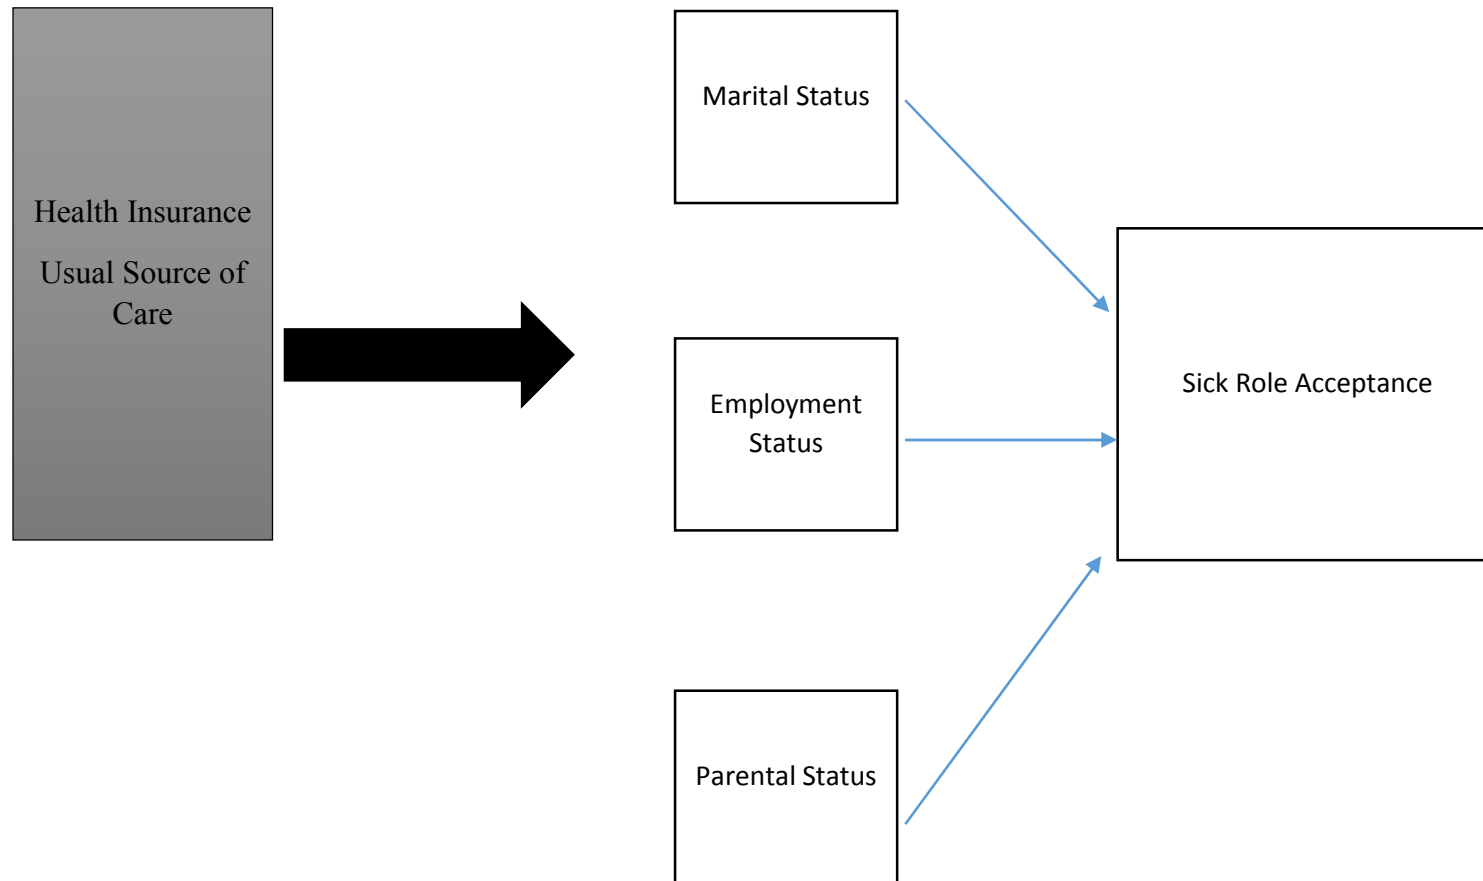 Health Insurance
Usual Source of
Care
Marital Status
Employment
Status
Parental Status
Sick Role Acceptance